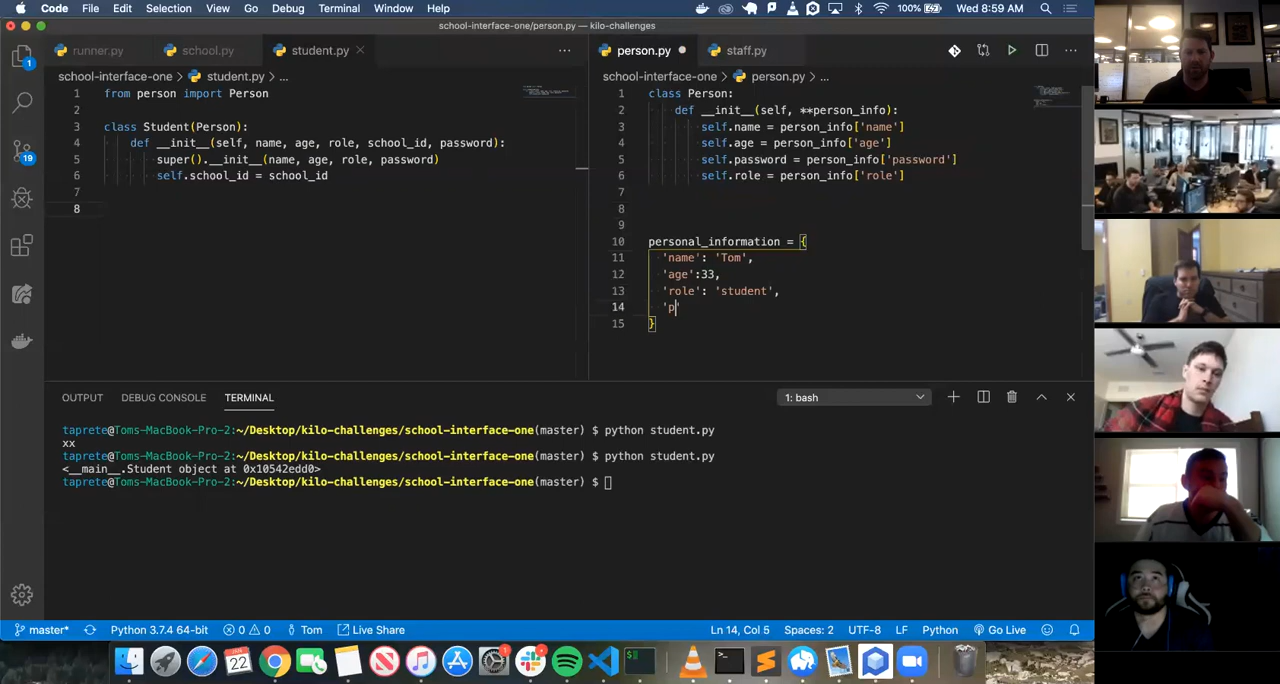 Code File Edit Selection View Go Debug Terminal Window Help 100% Wed 8:59 AM
school-interface-one/person.py — kilo-challenges
runner.py school.py student.py person.py staff.py
school-interface-one > student.py > ...
1 from person import Person
2
3 class Student(Person):
4 def __init__(self, name, age, role, school_id, password):
5 super().__init__(name, age, role, password)
6 self.school_id = school_id
7
8
school-interface-one > person.py > ...
1 class Person:
2 def __init__(self, **person_info):
3 self.name = person_info['name']
4 self.age = person_info['age']
5 self.password = person_info['password']
6 self.role = person_info['role']
7
8
9
10 personal_information = {
11 'name': 'Tom',
12 'age':33,
13 'role': 'student',
14 'p'
15 }
1
19
OUTPUT DEBUG CONSOLE TERMINAL 1: bash
taprete@Toms-MacBook-Pro-2:~/Desktop/kilo-challenges/school-interface-one(master) $ python student.py
xx
taprete@Toms-MacBook-Pro-2:~/Desktop/kilo-challenges/school-interface-one(master) $ python student.py
<__main__.Student object at 0x10542edd0>
taprete@Toms-MacBook-Pro-2:~/Desktop/kilo-challenges/school-interface-one(master) $
master* Python 3.7.4 64-bit 0 0 Tom Live Share Ln 14, Col 5 Spaces: 2 UTF-8 LF Python Go Live
22